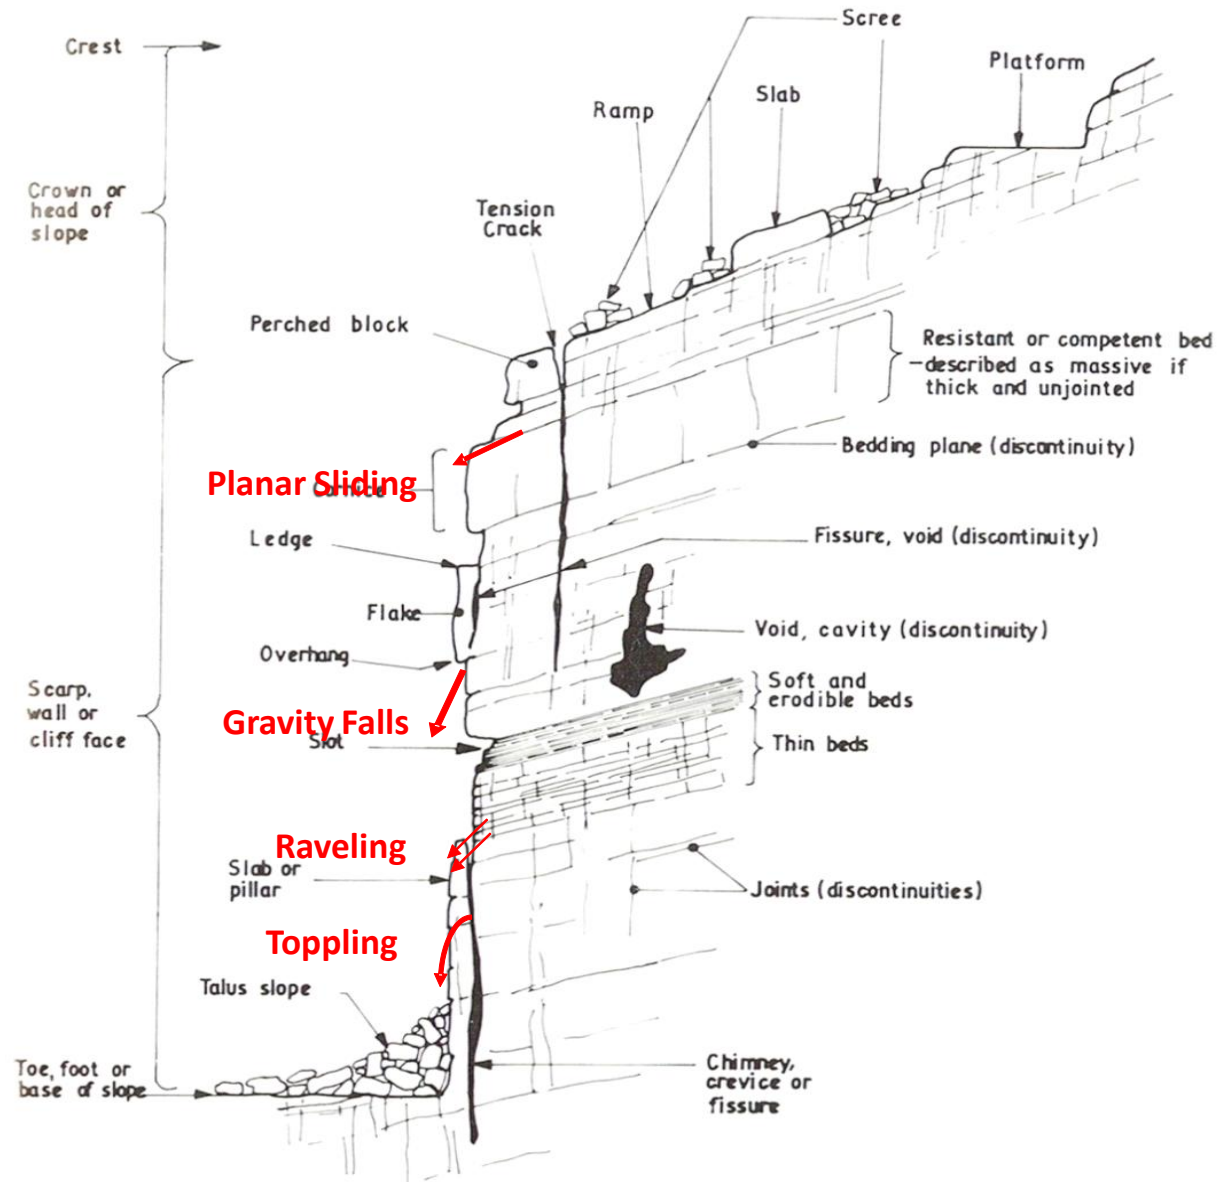 Scree
Crest
Platform
Slab
Ramp
Crown or
head of
slope
Tension
Crack
Perched block
Resistant or competent bed
-described as massive if
thick and unjointed
Bedding plane (discontinuity)
Planar Sliding
Ledge
Fissure, void (discontinuity)
Flake
Void, cavity (discontinuity)
Overhang
Soft and
erodible beds
Scarp,
wall or
cliff face
Gravity Falls
Slot
Thin beds
Raveling
Slab or
pillar
Joints (discontinuities)
Toppling
Talus slope
Toe, foot or
base of slope
Chimney,
crevice or
fissure